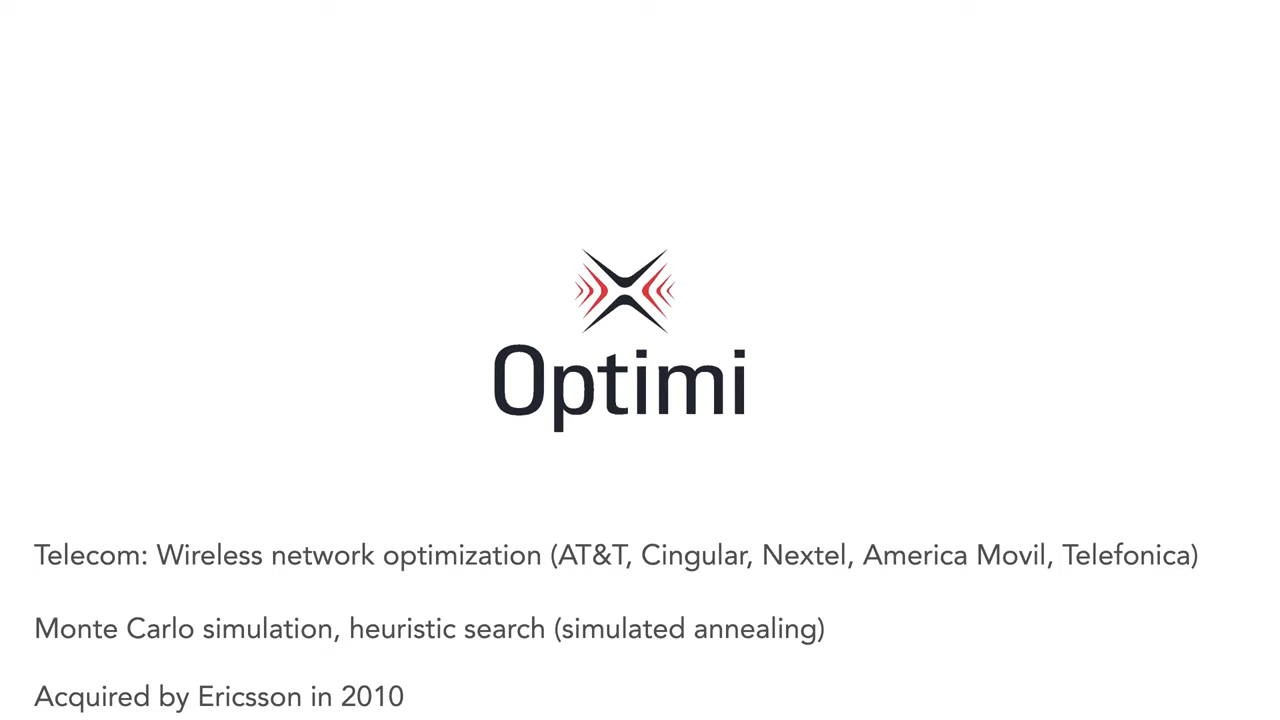 Optimi
Telecom: Wireless network optimization (AT&T, Cingular, Nextel, America Movil, Telefonica)
Monte Carlo simulation, heuristic search (simulated annealing)
Acquired by Ericsson in 2010